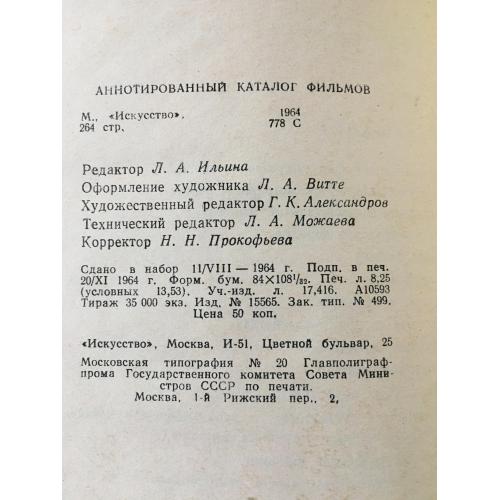 АННОТИРОВАННЫЙ КАТАЛОГ ФИЛЬМОВ
М., «Искусство», 1964
264 стр. 778 С
Редактор Л. А. Ильина
Оформление художника Л. А. Витте
Художественный редактор Г. К. Александров
Технический редактор Л. А. Можаева
Корректор Н. Н. Прокофьева
Сдано в набор 11/VIII — 1964 г. Подп. в печ.
20/XI 1964 г. Форм. бум. 84×108¹/₃₂. Печ. л. 8,25
(условных 13,53). Уч.-изд. л. 17,416. А10593
Тираж 35 000 экз. Изд. № 15565. Зак. тип. № 499.
Цена 50 коп.
«Искусство», Москва, И-51, Цветной бульвар, 25
Московская типография № 20 Главполиграф-
прома Государственного комитета Совета Мини-
стров СССР по печати.
Москва, 1-й Рижский пер., 2,